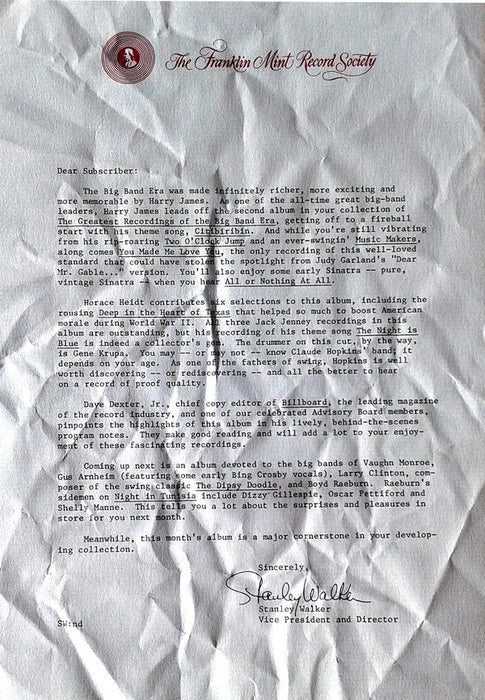 The Franklin Mint Record Society
Dear Subscriber:
The Big Band Era was made infinitely richer, more exciting and
more memorable by Harry James. As one of the all-time great big-band
leaders, Harry James leads off the second album in your collection of
The Greatest Recordings of the Big Band Era, getting off to a fireball
start with his theme song, Ciribiribin. And while you're still vibrating
from his rip-roaring Two O'Clock Jump and an ever-swingin' Music Makers,
along comes You Made Me Love You, the only recording of this well-loved
standard that could have stolen the spotlight from Judy Garland's "Dear
Mr. Gable..." version. You'll also enjoy some early Sinatra -- pure,
vintage Sinatra -- when you hear All or Nothing At All.
Horace Heidt contributes six selections to this album, including the
rousing Deep in the Heart of Texas that helped so much to boost American
morale during World War II. All three Jack Jenney recordings in this
album are outstanding, but his recording of his theme song The Night is
Blue is indeed a collector's gem. The drummer on this cut, by the way,
is Gene Krupa. You may -- or may not -- know Claude Hopkins' band; it
depends on your age. As one of the fathers of swing, Hopkins is well
worth discovering -- or rediscovering -- and all the better to hear
on a record of proof quality.
Dave Dexter, Jr., chief copy editor of Billboard, the leading magazine
of the record industry, and one of our celebrated Advisory Board members,
pinpoints the highlights of this album in his lively, behind-the-scenes
program notes. They make good reading and will add a lot to your enjoy-
ment of these fascinating recordings.
Coming up next is an album devoted to the big bands of Vaughn Monroe,
Gus Arnheim (featuring some early Bing Crosby vocals), Larry Clinton, com-
poser of the swing classic The Dipsy Doodle, and Boyd Raeburn. Raeburn's
sidemen on Night in Tunisia include Dizzy Gillespie, Oscar Pettiford and
Shelly Manne. This tells you a lot about the surprises and pleasures in
store for you next month.
Meanwhile, this month's album is a major cornerstone in your develop-
ing collection.
Sincerely,
Stanley Walker
Stanley Walker
Vice President and Director
SW:nd